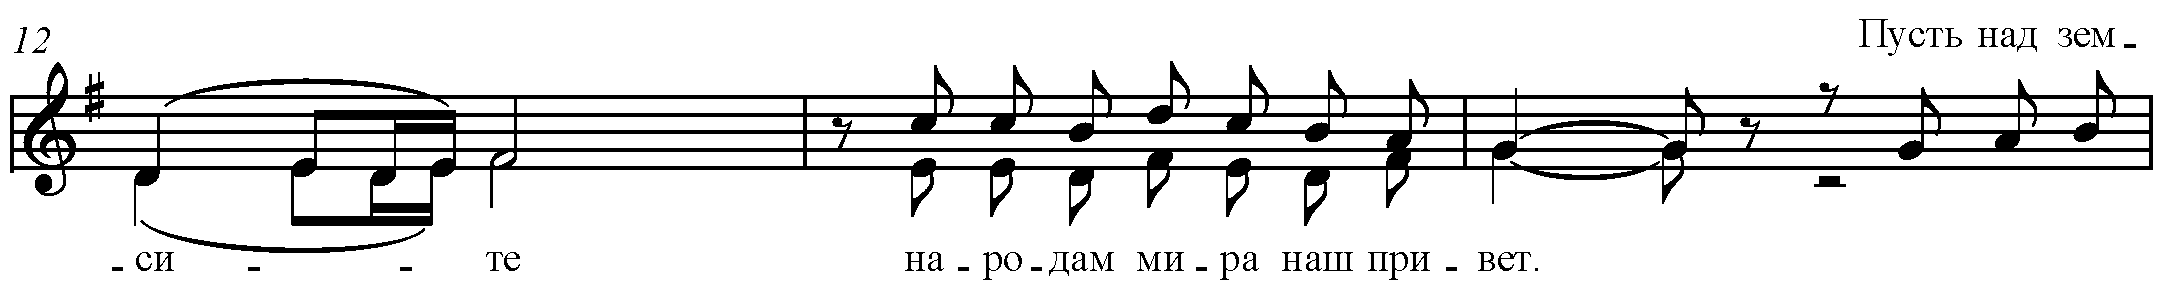 12
Пусть над зем -
- си - - те на - ро - дам ми - ра наш при - вет.